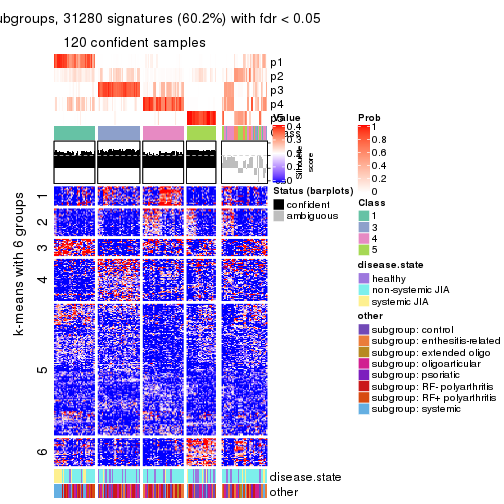 ubgroups, 31280 signatures (60.2%) with fdr < 0.05
120 confident samples
p1
p2
p3
p4
Value
0.4
0.4
0.3
0.2
Silhouette
score
Prob
1
0.8
0.6
0.4
0.2
0
Status (barplots)
confident
ambiguous
Class
1
3
4
5
disease.state
healthy
non-systemic JIA
systemic JIA
other
subgroup: control
subgroup: enthesitis-related
subgroup: extended oligo
subgroup: oligoarticular
subgroup: psoriatic
subgroup: RF- polyarthritis
subgroup: RF+ polyarthritis
subgroup: systemic
k-means with 6 groups
1
2
3
4
5
6
disease.state
other